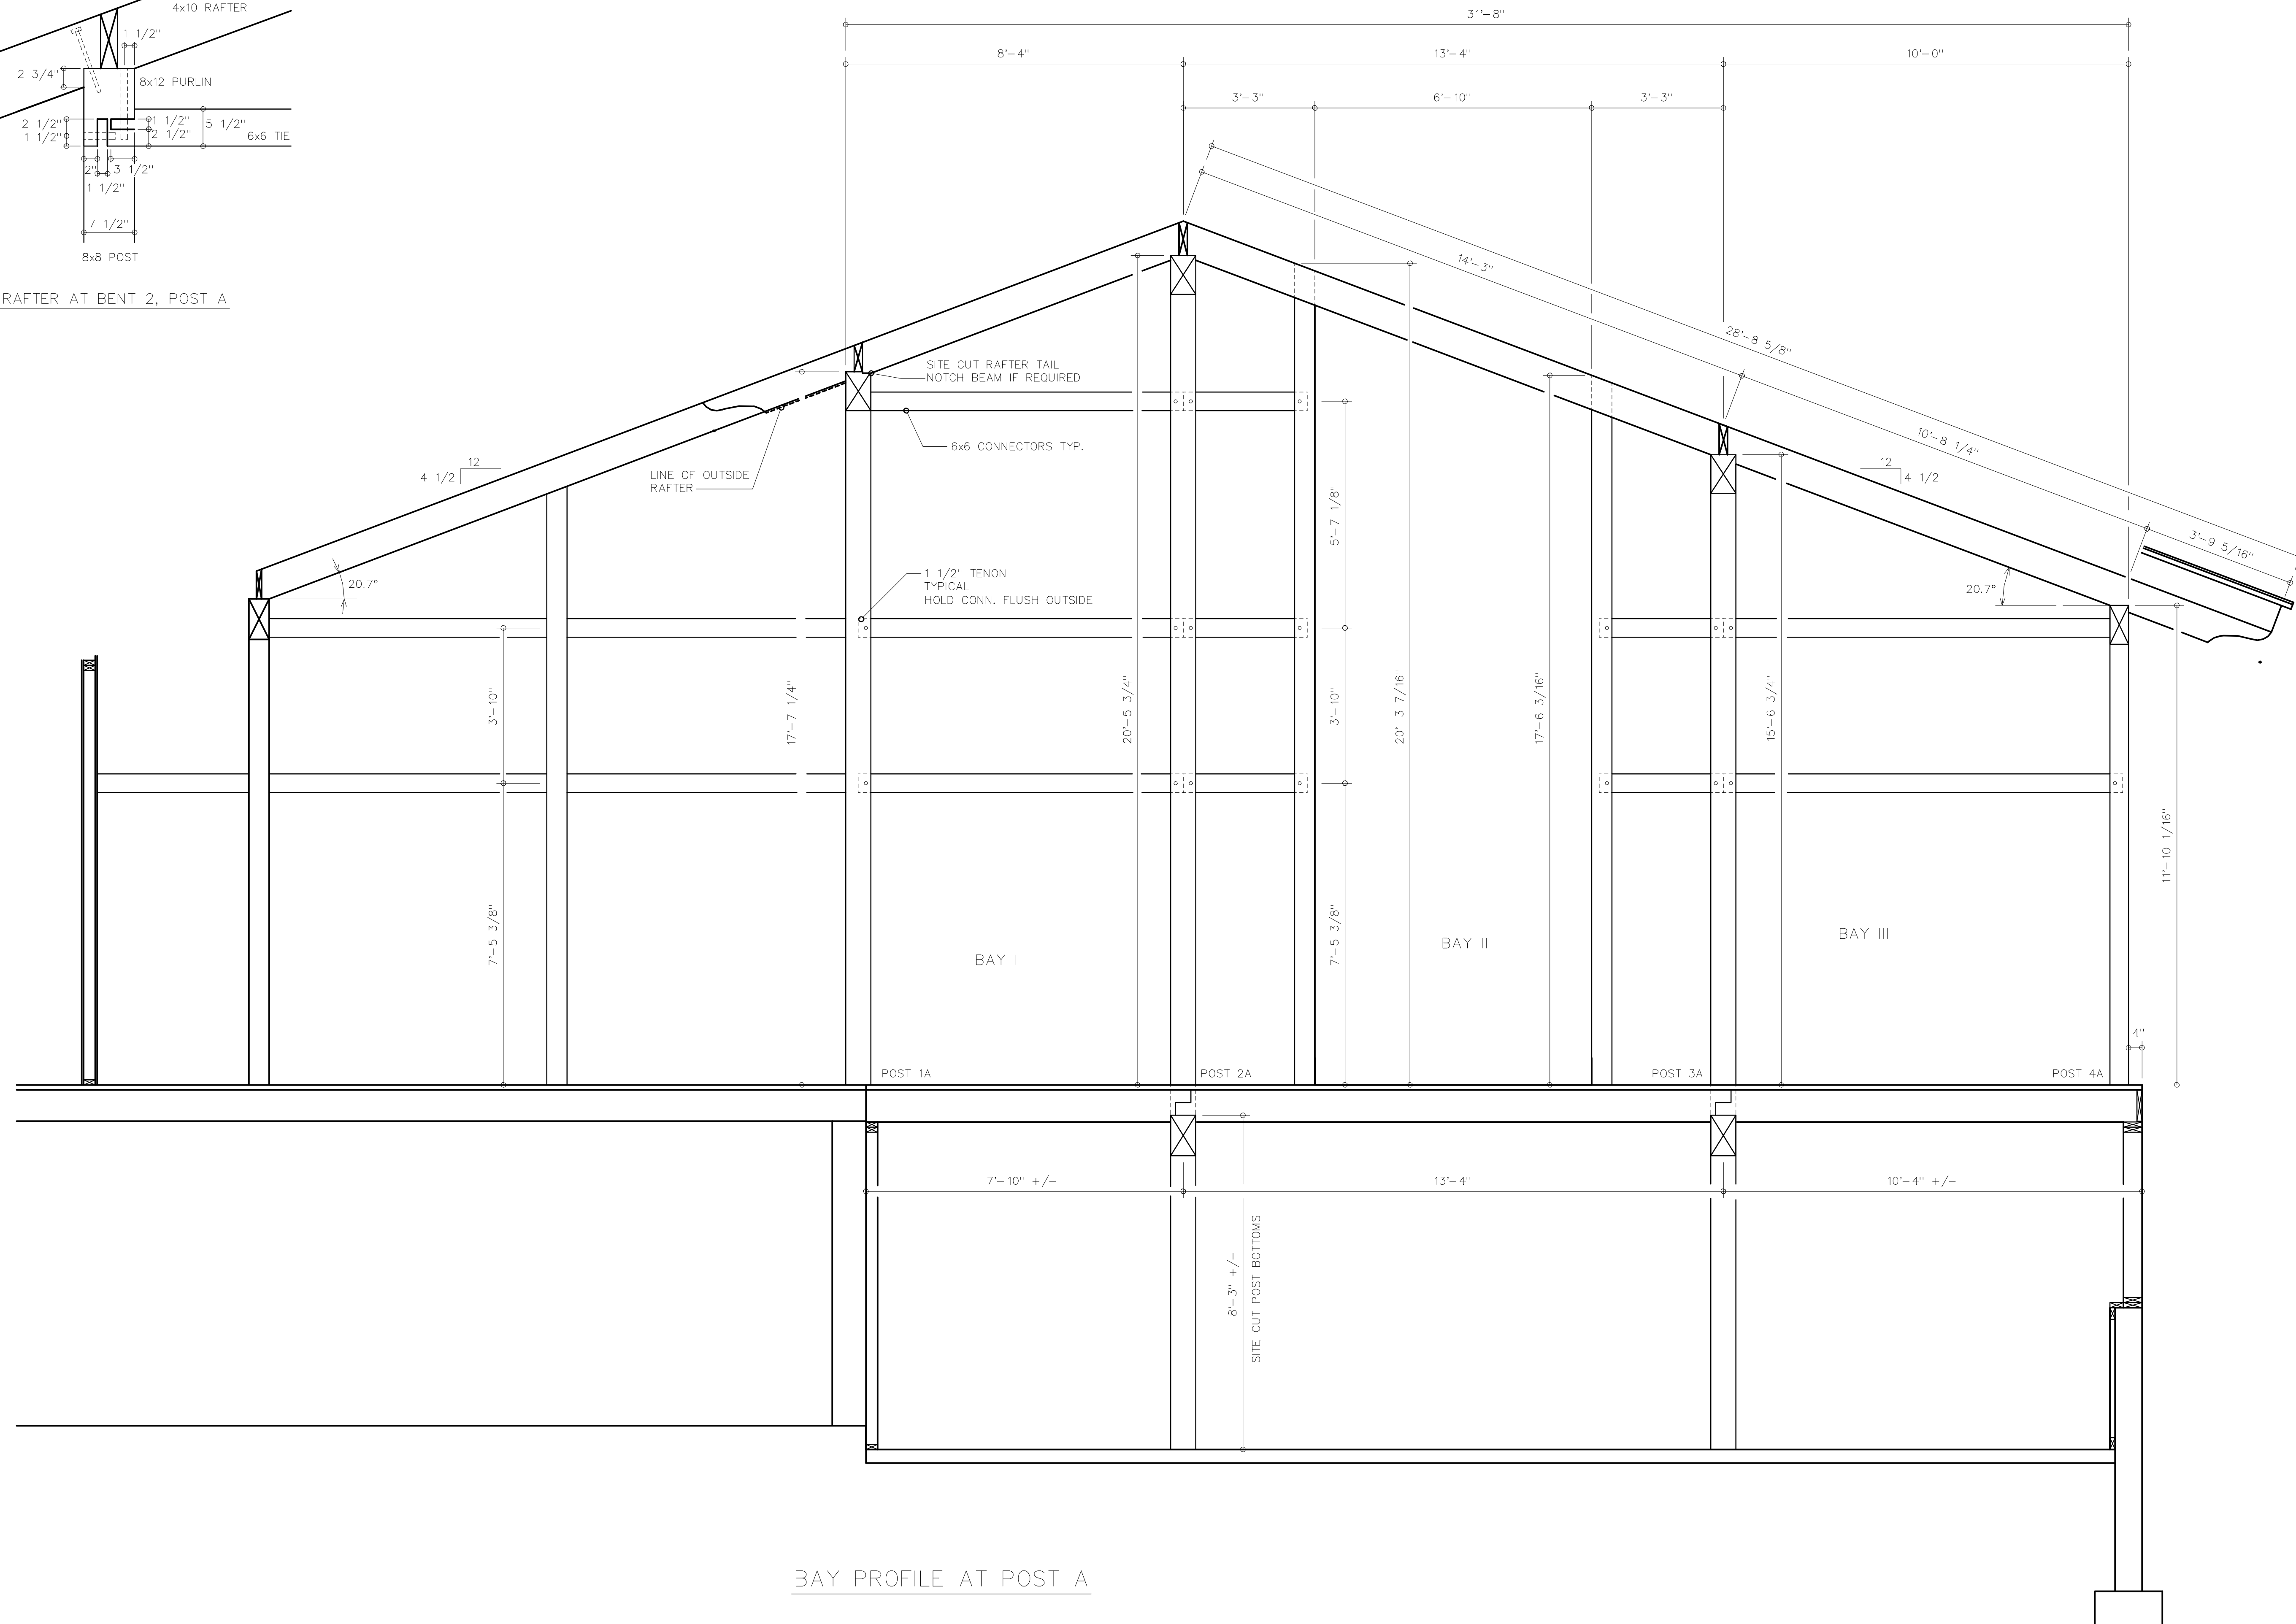 4x10 RAFTER
1 1/2"
2 3/4"
8x12 PURLIN
2 1/2"
1 1/2"
1 1/2"
2 1/2"
5 1/2"
6x6 TIE
2"
3 1/2"
1 1/2"
7 1/2"
8x8 POST
RAFTER AT BENT 2, POST A
31'-8"
8'-4"
13'-4"
10'-0"
3'-3"
6'-10"
3'-3"
14'-3"
28'-8 5/8"
10'-8 1/4"
3'-9 5/16"
SITE CUT RAFTER TAIL
NOTCH BEAM IF REQUIRED
6x6 CONNECTORS TYP.
12
4 1/2
LINE OF OUTSIDE
RAFTER
12
4 1/2
20.7°
1 1/2" TENON
TYPICAL
HOLD CONN. FLUSH OUTSIDE
20.7°
5'-7 1/8"
3'-10"
17'-7 1/4"
20'-5 3/4"
3'-10"
20'-3 7/16"
17'-6 3/16"
15'-6 3/4"
11'-10 1/16"
7'-5 3/8"
7'-5 3/8"
BAY I
BAY II
BAY III
4"
POST 1A
POST 2A
POST 3A
POST 4A
7'-10" +/-
13'-4"
10'-4" +/-
8'-3" +/-
SITE CUT POST BOTTOMS
BAY PROFILE AT POST A